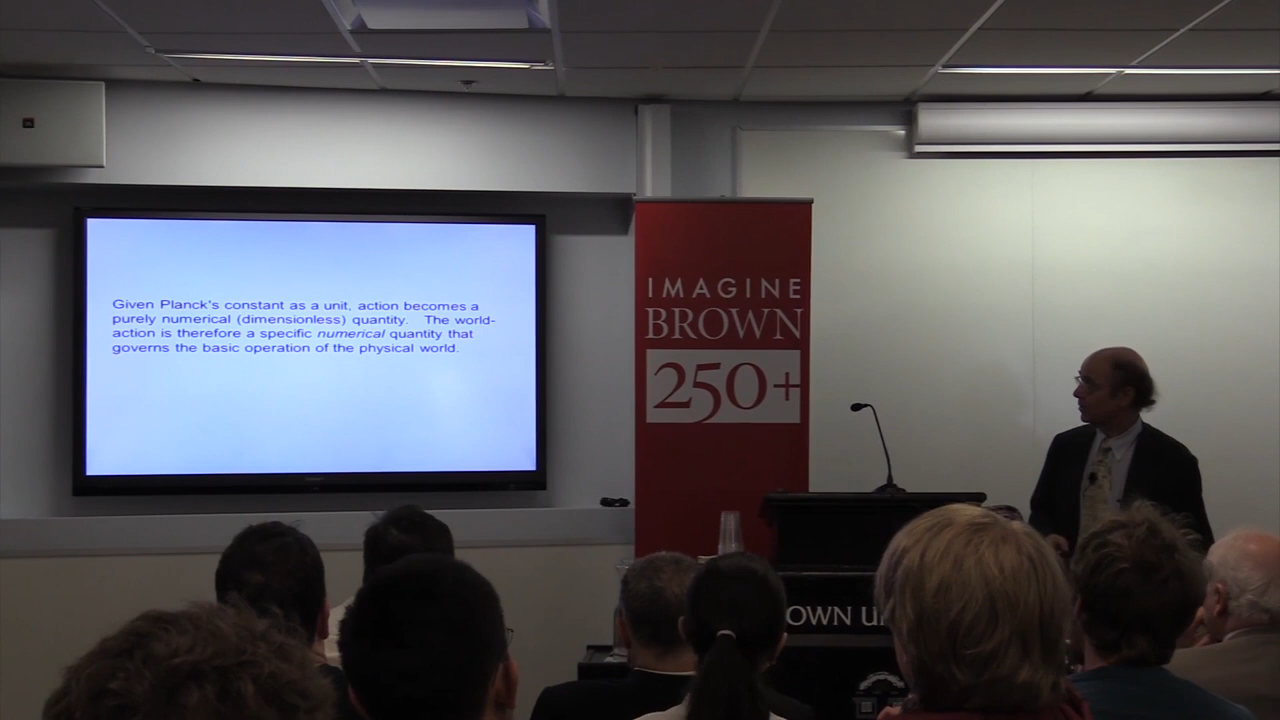 Given Planck's constant as a unit, action becomes a
purely numerical (dimensionless) quantity. The world-
action is therefore a specific numerical quantity that
governs the basic operation of the physical world.
IMAGINE
BROWN
250+
OWN U